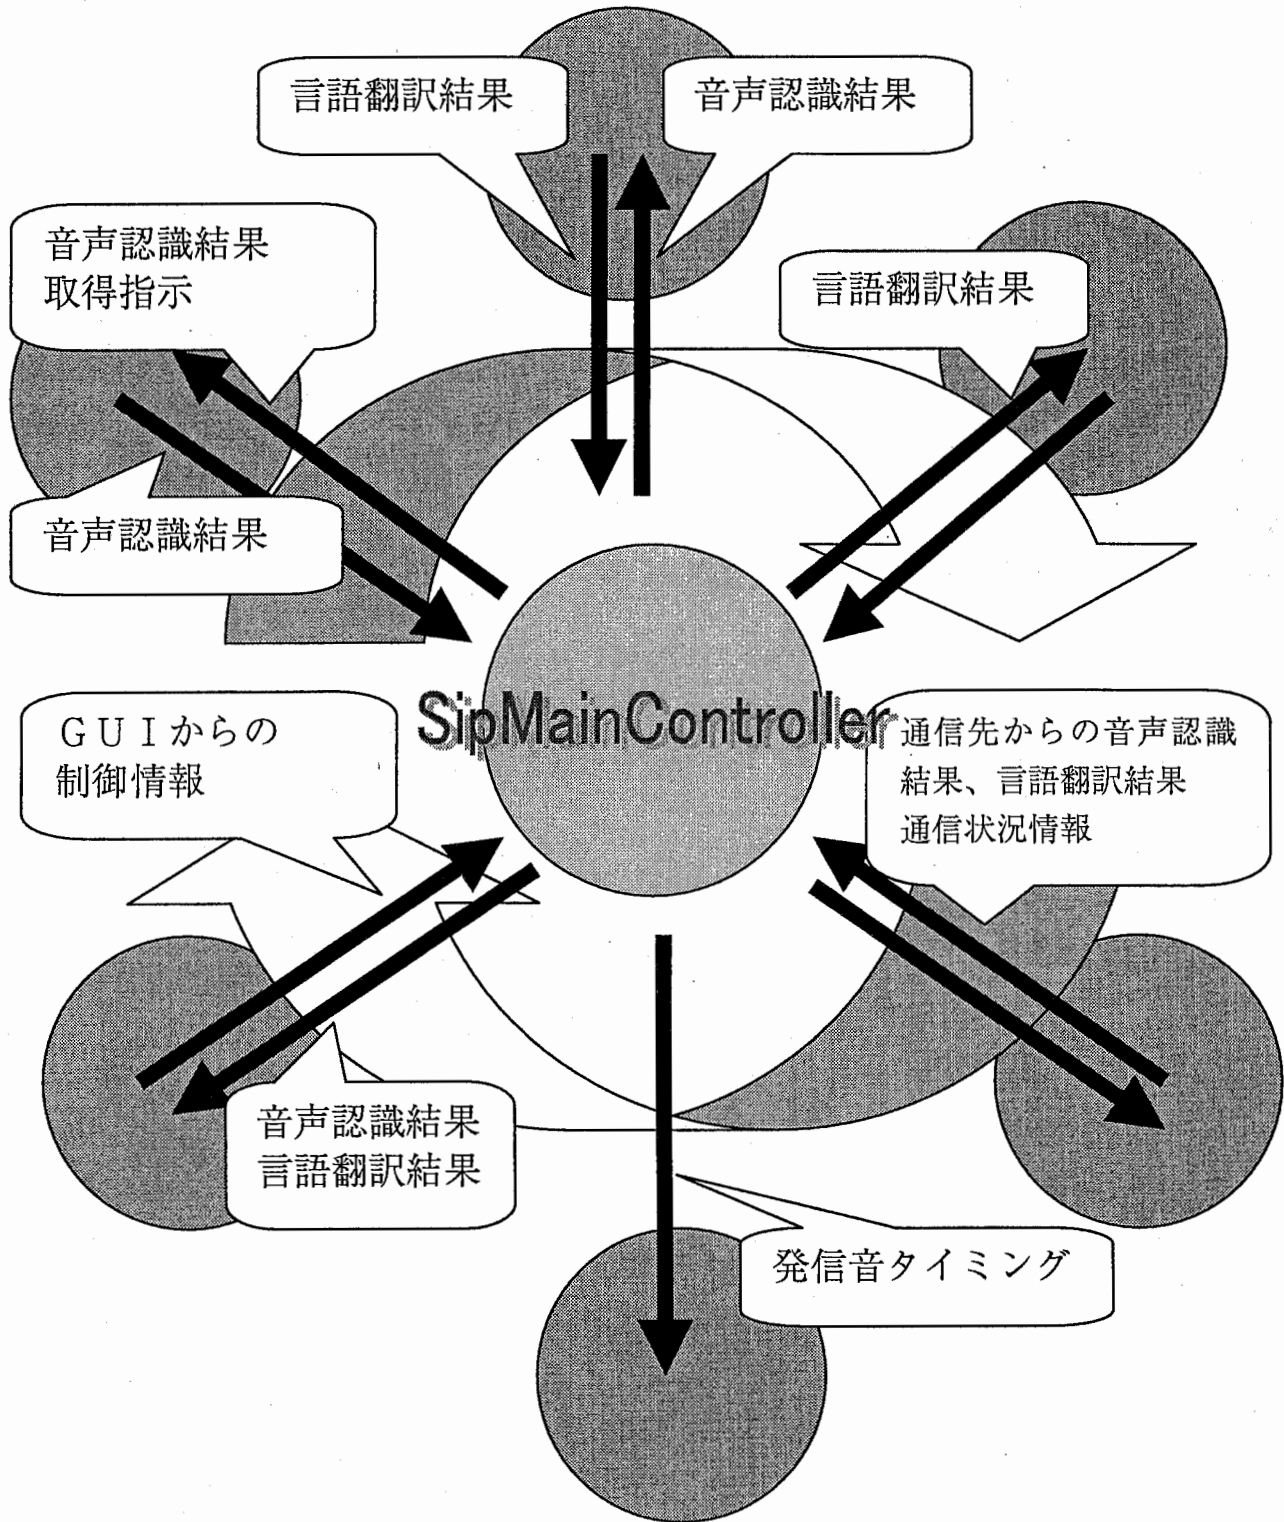 言語翻訳結果
音声認識結果
音声認識結果
取得指示
言語翻訳結果
音声認識結果
SipMainController
GUIからの
制御情報
通信先からの音声認識
結果、言語翻訳結果
通信状況情報
音声認識結果
言語翻訳結果
発信音タイミング